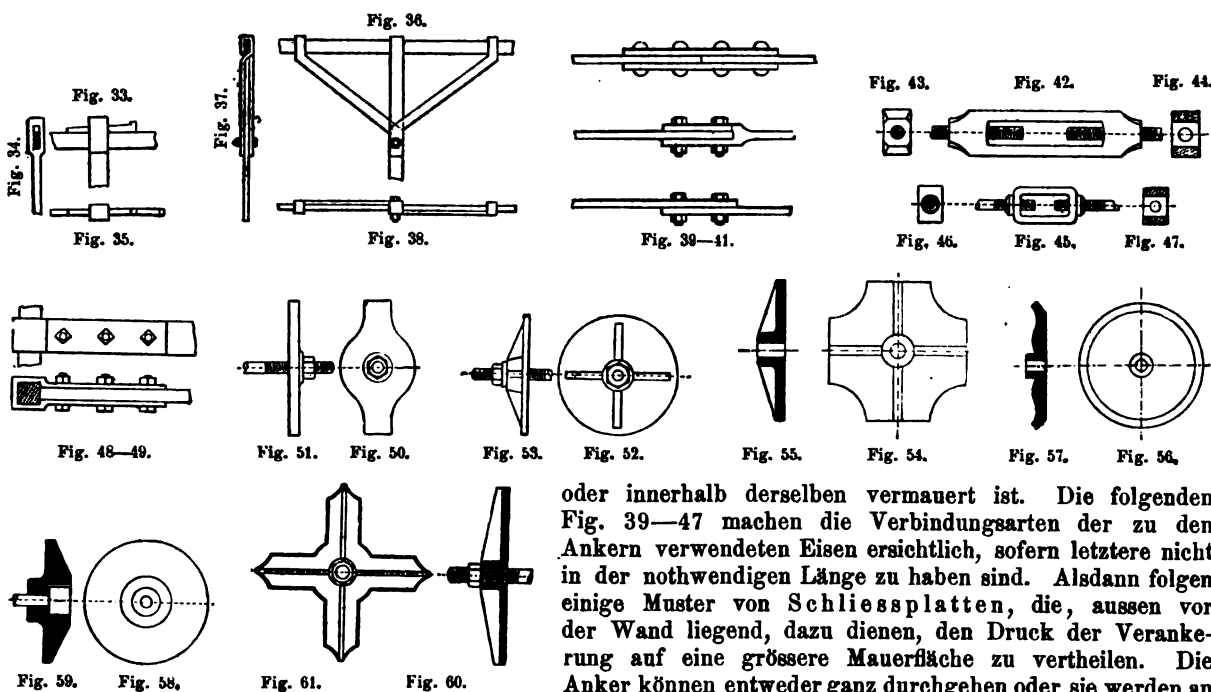 Fig. 36.
Fig. 33.
Fig. 34.
Fig. 37.
Fig. 43.
Fig. 42.
Fig. 44.
Fig. 35.
Fig. 38.
Fig. 39—41.
Fig. 46.
Fig. 45.
Fig. 47.
Fig. 48—49.
Fig. 51.
Fig. 50.
Fig. 53.
Fig. 52.
Fig. 55.
Fig. 54.
Fig. 57.
Fig. 56.
oder innerhalb derselben vermauert ist. Die folgenden
Fig. 39—47 machen die Verbindungsarten der zu den
Ankern verwendeten Eisen ersichtlich, sofern letztere nicht
in der nothwendigen Länge zu haben sind. Alsdann folgen
einige Muster von Schliessplatten, die, aussen vor
der Wand liegend, dazu dienen, den Druck der Veranke-
rung auf eine grössere Mauerfläche zu vertheilen. Die
Anker können entweder ganz durchgehen oder sie werden an
Fig. 59.
Fig. 58.
Fig. 61.
Fig. 60.